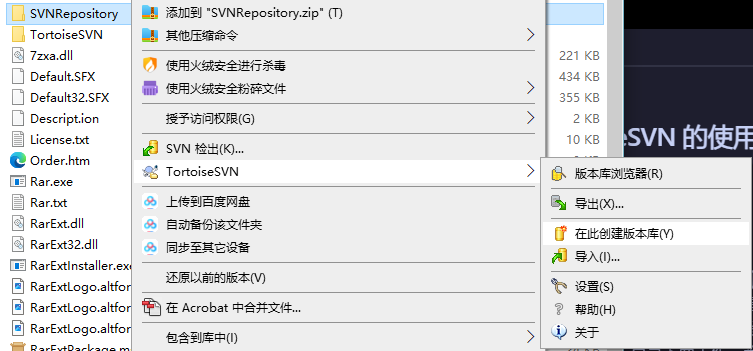 SVNRepository
TortoiseSVN
7zxa.dll
Default.SFX
Default32.SFX
Descript.ion
License.txt
Order.htm
Rar.exe
Rar.txt
RarExt.dll
RarExt32.dll
RarExtInstaller.exe
RarExtLogo.altforn
RarExtLogo.altforn
RarExtLogo.altforn
RarExtPackage.m
添加到 "SVNRepository.zip" (T)
其他压缩命令
使用火绒安全进行杀毒
使用火绒安全粉碎文件
授予访问权限(G)
SVN 检出(K)...
TortoiseSVN
上传到百度网盘
自动备份该文件夹
同步至其它设备
还原以前的版本(V)
在 Acrobat 中合并文件...
包含到库中(I)
221 KB
434 KB
355 KB
2 KB
10 KB
eSVN 的使用
版本库浏览器(R)
导出(X)...
在此创建版本库(Y)
导入(I)...
设置(S)
帮助(H)
关于